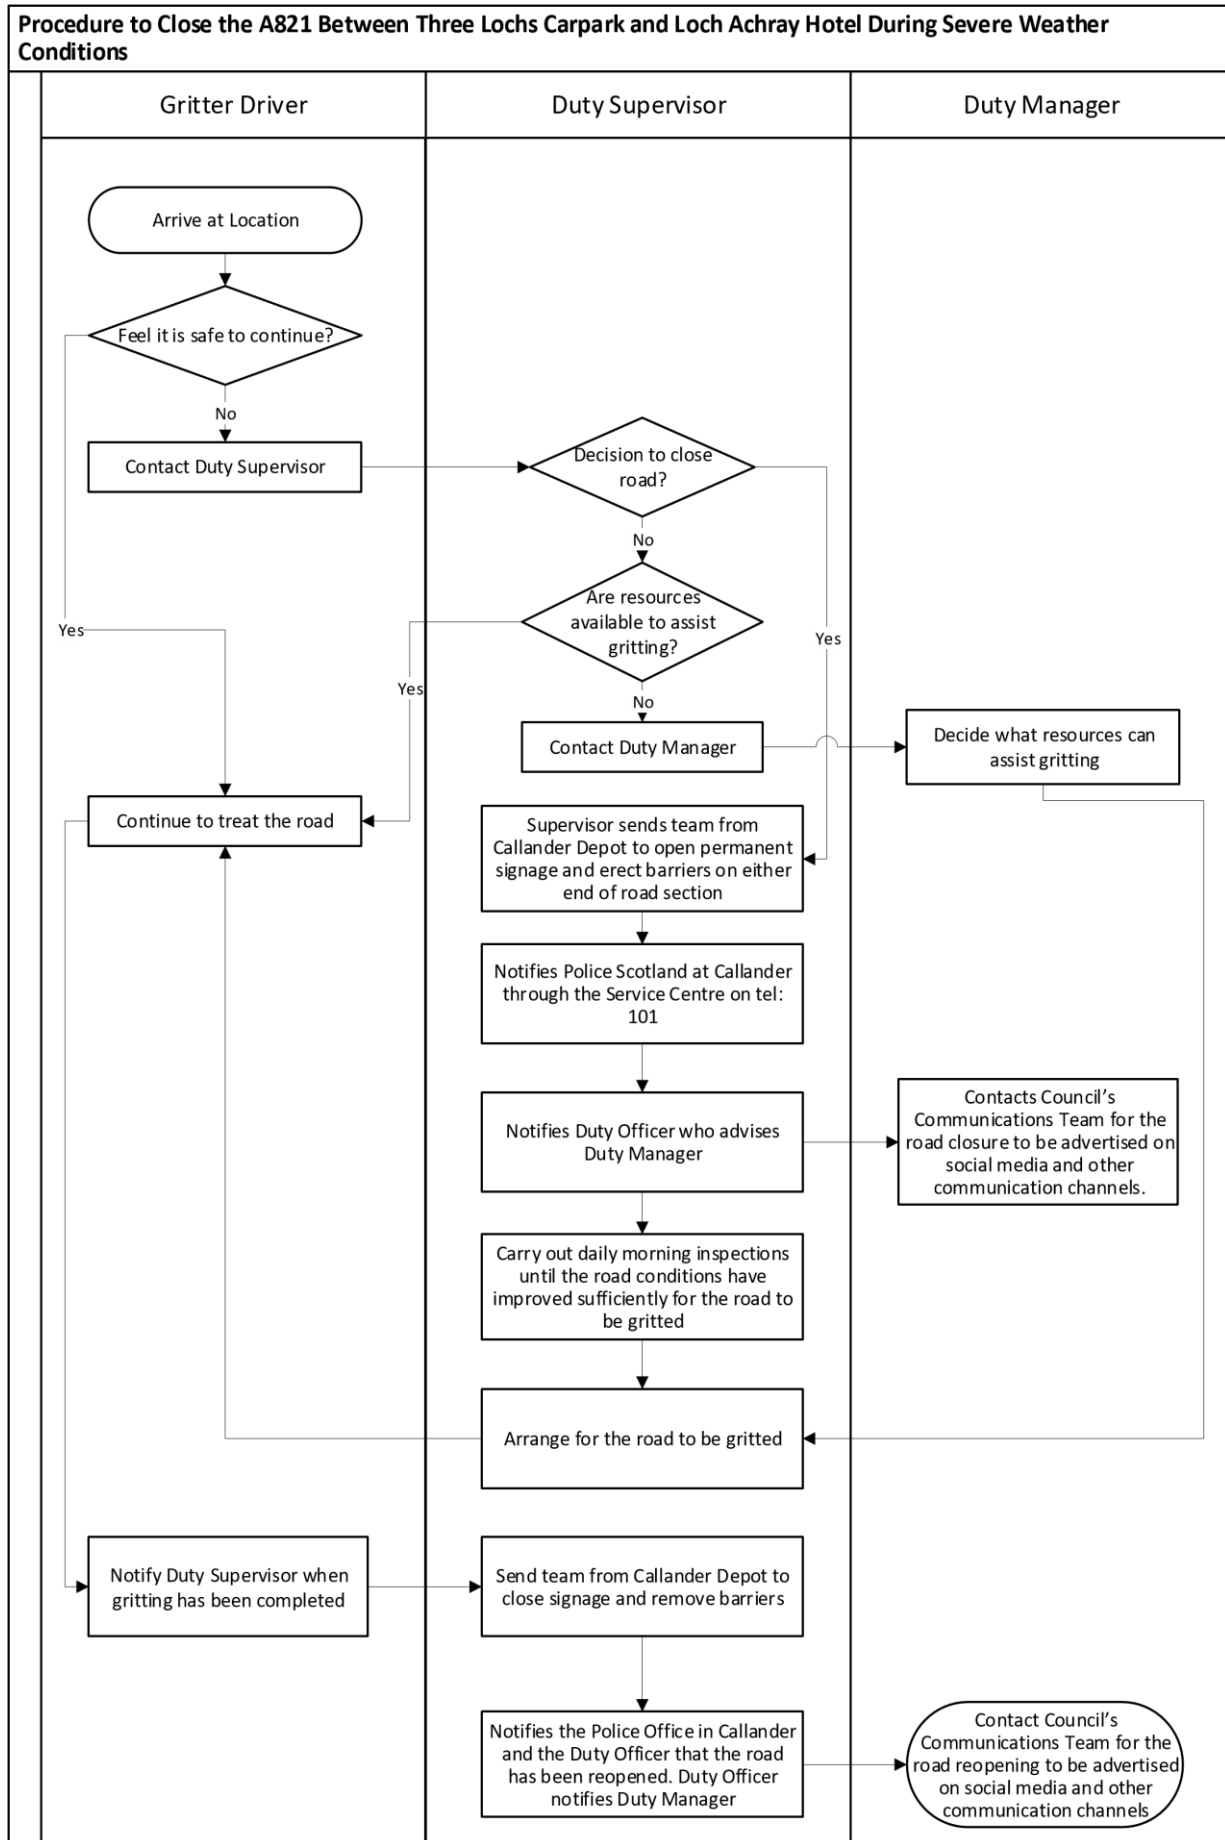 Procedure to Close the A821 Between Three Lochs Carpark and Loch Achray Hotel During Severe Weather
Conditions
Gritter Driver
Duty Supervisor
Duty Manager
Arrive at Location
Feel it is safe to continue?
No
Contact Duty Supervisor
Decision to close
road?
No
Are resources
available to assist
gritting?
Yes
Yes
Yes
No
Contact Duty Manager
Decide what resources can
assist gritting
Continue to treat the road
Supervisor sends team from
Callander Depot to open permanent
signage and erect barriers on either
end of road section
Notifies Police Scotland at Callander
through the Service Centre on tel:
101
Notifies Duty Officer who advises
Duty Manager
Contacts Council’s
Communications Team for the
road closure to be advertised on
social media and other
communication channels.
Carry out daily morning inspections
until the road conditions have
improved sufficiently for the road to
be gritted
Arrange for the road to be gritted
Notify Duty Supervisor when
gritting has been completed
Send team from Callander Depot to
close signage and remove barriers
Notifies the Police Office in Callander
and the Duty Officer that the road
has been reopened. Duty Officer
notifies Duty Manager
Contact Council’s
Communications Team for the
road reopening to be advertised
on social media and other
communication channels